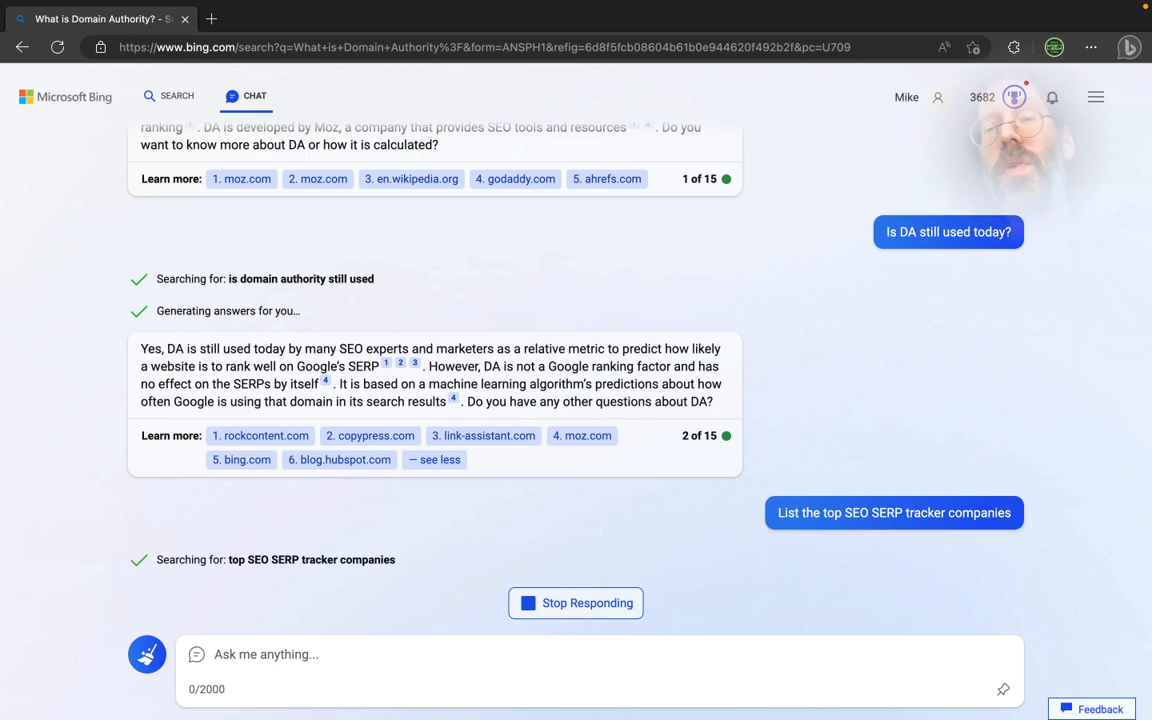 What is Domain Authority? - Se
https://www.bing.com/search?q=What+is+Domain+Authority%3F&form=ANSPH1&refig=6d8f5fcb08604b61b0e944620f492b2f&pc=U709
Microsoft Bing
SEARCH
CHAT
Mike
3682
ranking 1. DA is developed by Moz, a company that provides SEO tools and resources. Do you
want to know more about DA or how it is calculated?
Learn more: 1. moz.com 2. moz.com 3. en.wikipedia.org 4. godaddy.com 5. ahrefs.com 1 of 15
Is DA still used today?
Searching for: is domain authority still used
Generating answers for you…
Yes, DA is still used today by many SEO experts and marketers as a relative metric to predict how likely
a website is to rank well on Google's SERP 1 2 3. However, DA is not a Google ranking factor and has
no effect on the SERPs by itself 4. It is based on a machine learning algorithm's predictions about how
often Google is using that domain in its search results 4. Do you have any other questions about DA?
Learn more: 1. rockcontent.com 2. copypress.com 3. link-assistant.com 4. moz.com 2 of 15
5. bing.com 6. blog.hubspot.com — see less
List the top SEO SERP tracker companies
Searching for: top SEO SERP tracker companies
Stop Responding
Ask me anything...
0/2000
Feedback